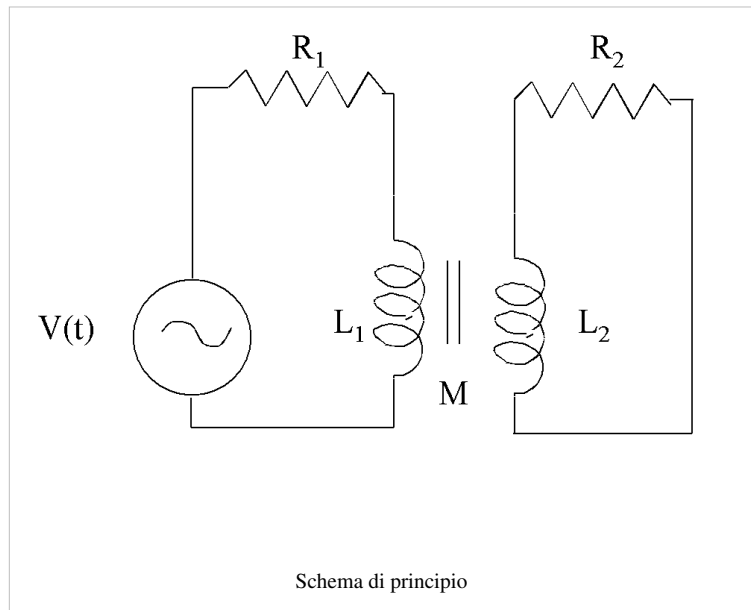 R₁
R₂
V(t)
L₁
L₂
M
Schema di principio